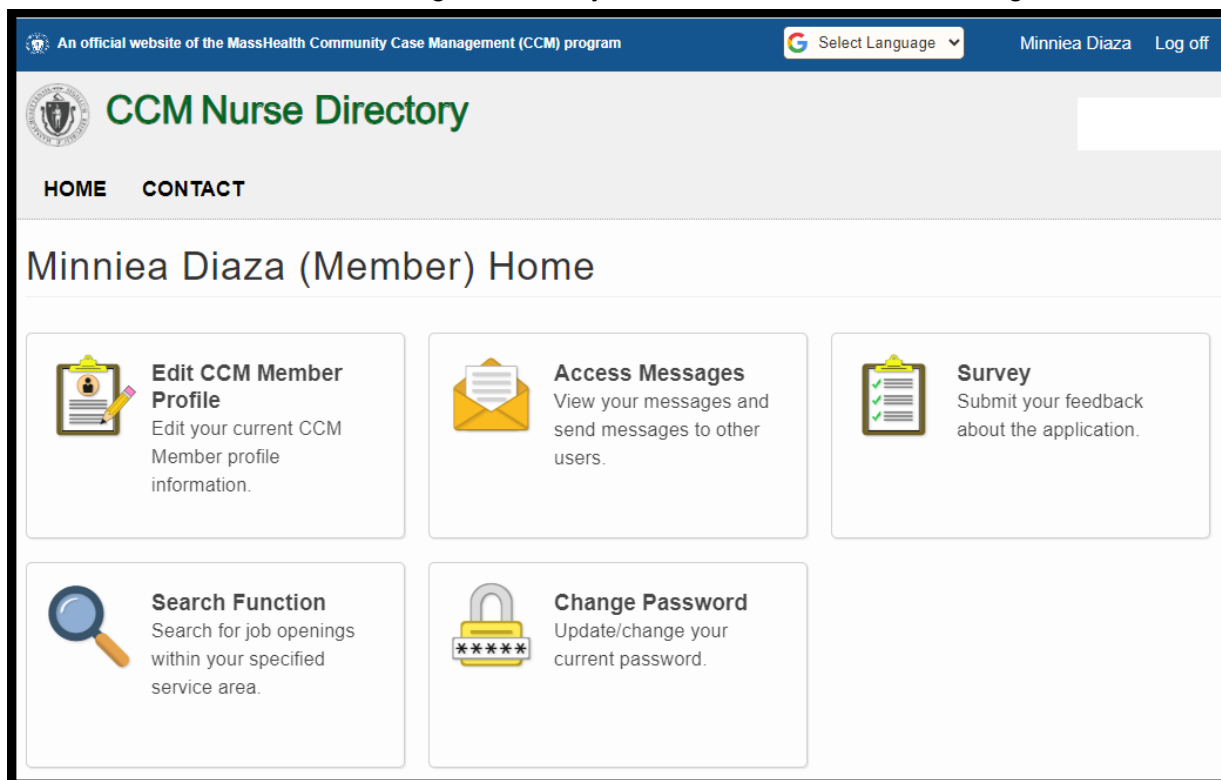 An official website of the MassHealth Community Case Management (CCM) program
Select Language
Minniea Diaza
Log off
CCM Nurse Directory
HOME
CONTACT
Minniea Diaza (Member) Home
Edit CCM Member
Profile
Edit your current CCM
Member profile
information.
Access Messages
View your messages and
send messages to other
users.
Survey
Submit your feedback
about the application.
Search Function
Search for job openings
within your specified
service area.
*****
Change Password
Update/change your
current password.